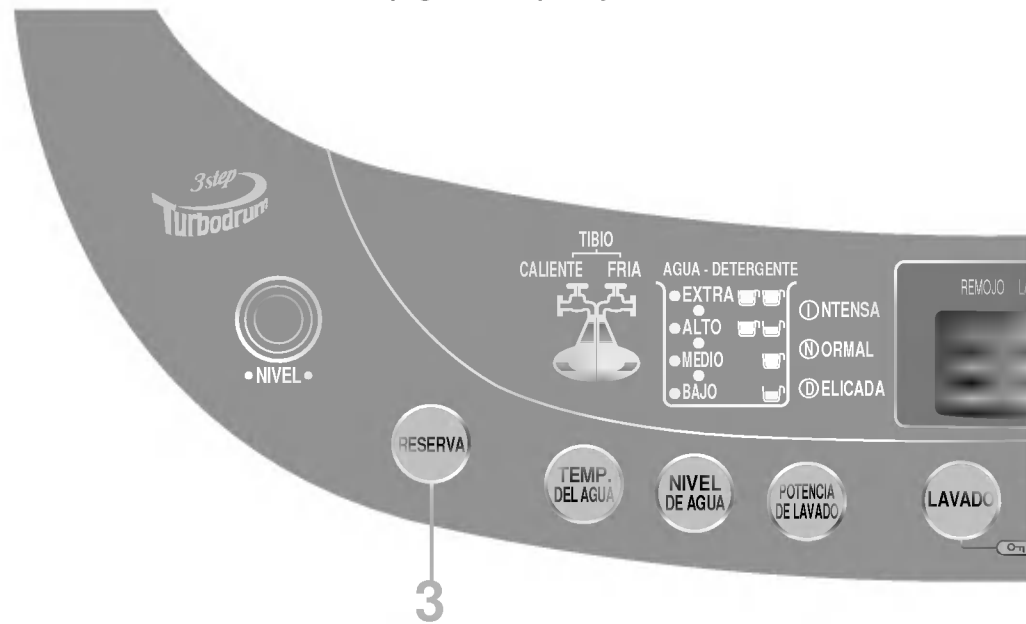 3step
Turbodrum
TIBIO
CALIENTE FRIA
AGUA - DETERGENTE
EXTRA
ALTO
MEDIO
BAJO
INTENSA
NORMAL
DELICADA
REMOJO
•NIVEL•
RESERVA
TEMP.
DEL AGUA
NIVEL
DE AGUA
POTENCIA
DE LAVADO
LAVADO
3